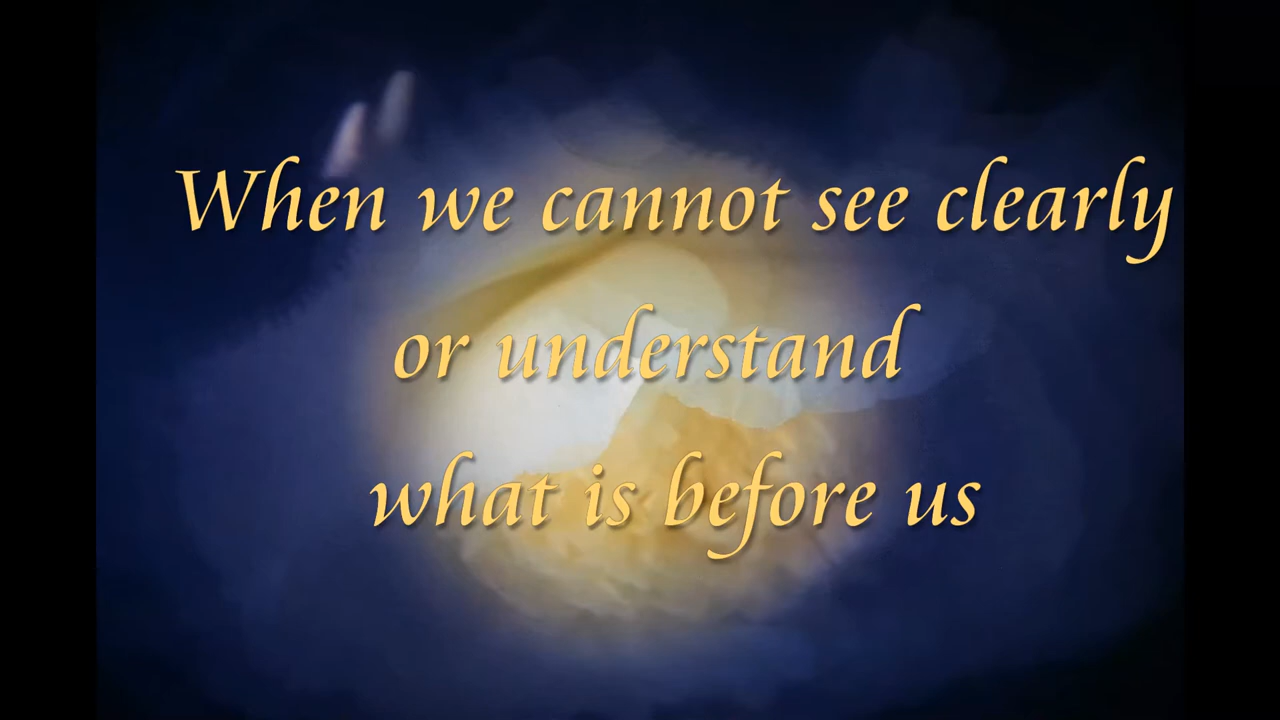 When we cannot see clearly
or understand
what is before us